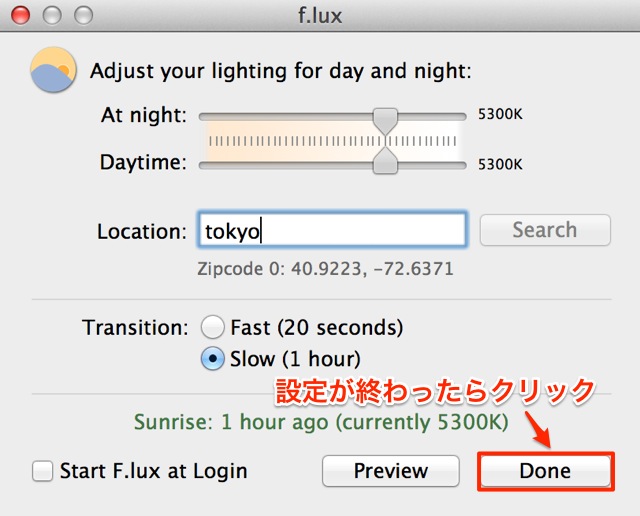 f.lux
Adjust your lighting for day and night:
At night: 5300K
Daytime: 5300K
Location: tokyo Search
Zipcode 0: 40.9223, -72.6371
Transition: Fast (20 seconds)
Slow (1 hour)
設定が終わったらクリック
Sunrise: 1 hour ago (currently 5300K)
Start F.lux at Login Preview Done